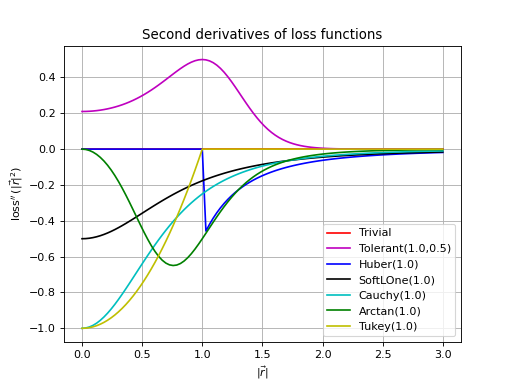 Second derivatives of loss functions
loss′′(|r⃗|²)
0.4
0.2
0.0
−0.2
−0.4
−0.6
−0.8
−1.0
Trivial
Tolerant(1.0,0.5)
Huber(1.0)
SoftLOne(1.0)
Cauchy(1.0)
Arctan(1.0)
Tukey(1.0)
0.0 0.5 1.0 1.5 2.0 2.5 3.0
|r⃗|